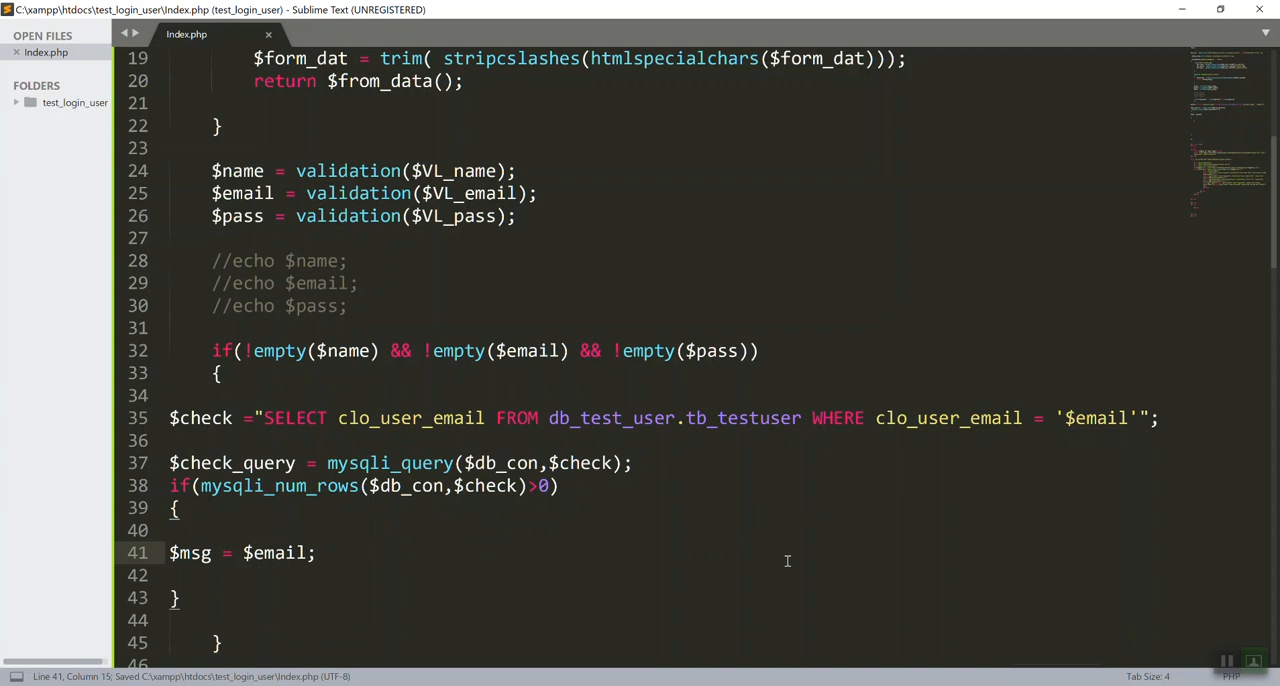 C:\xampp\htdocs\test_login_user\Index.php (test_login_user) - Sublime Text (UNREGISTERED)
OPEN FILES
Index.php
FOLDERS
test_login_user
Index.php
19 $form_dat = trim( stripcslashes(htmlspecialchars($form_dat)));
20 return $from_data();
21
22 }
23
24 $name = validation($VL_name);
25 $email = validation($VL_email);
26 $pass = validation($VL_pass);
27
28 //echo $name;
29 //echo $email;
30 //echo $pass;
31
32 if(!empty($name) && !empty($email) && !empty($pass))
33 {
34
35 $check ="SELECT clo_user_email FROM db_test_user.tb_testuser WHERE clo_user_email = '$email'";
36
37 $check_query = mysqli_query($db_con,$check);
38 if(mysqli_num_rows($db_con,$check)>0)
39 {
40
41 $msg = $email;
42
43 }
44
45 }
46
Line 41, Column 15; Saved C:\xampp\htdocs\test_login_user\Index.php (UTF-8)
Tab Size: 4
PHP